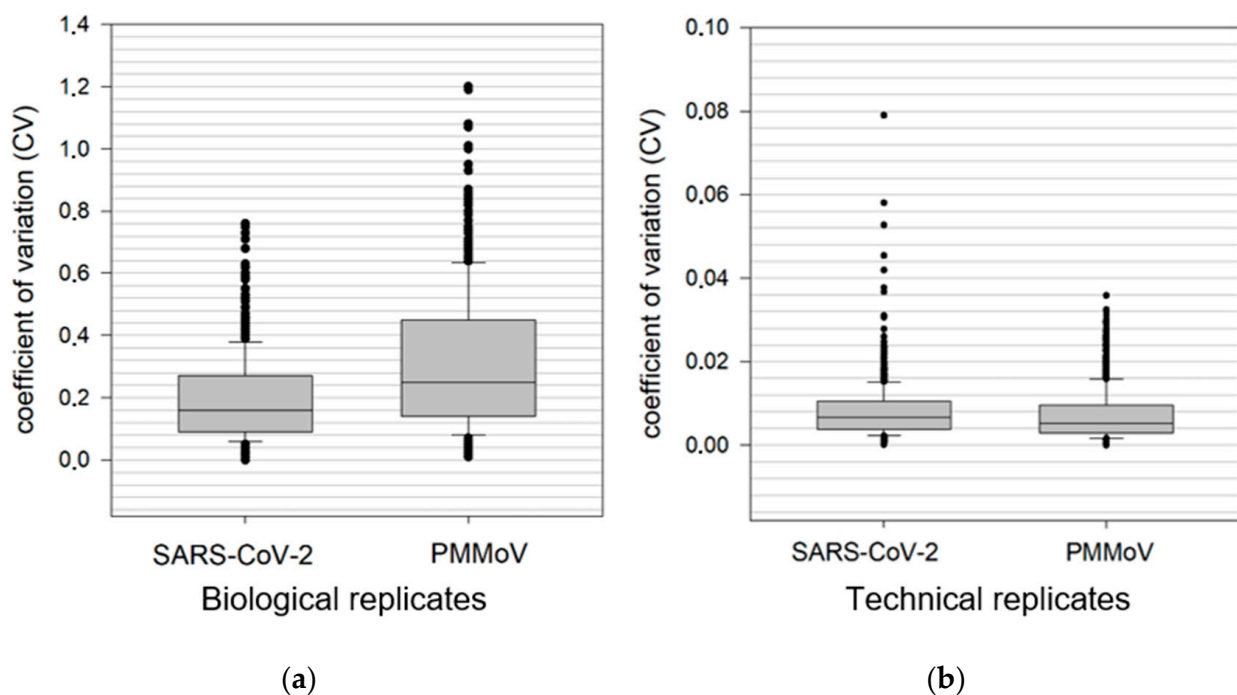 coefficient of variation (CV)
1.4
1.2
1.0
0.8
0.6
0.4
0.2
0.0
SARS-CoV-2 PMMoV
Biological replicates
(a)
coefficient of variation (CV)
0.10
0.08
0.06
0.04
0.02
0.00
SARS-CoV-2 PMMoV
Technical replicates
(b)